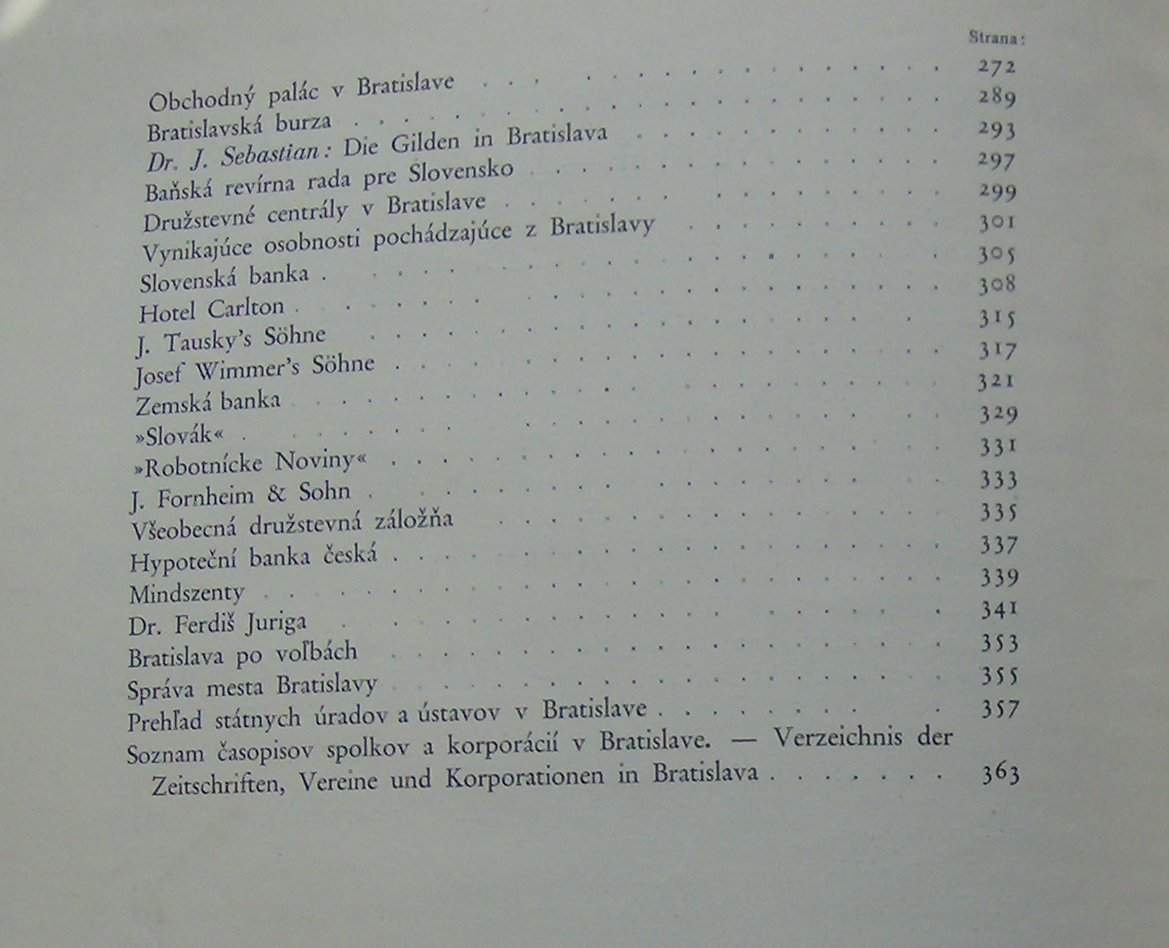 Strana:
Obchodný palác v Bratislave . . . . . . . . . . . . . . . . . 272
Bratislavská burza . . . . . . . . . . . . . . . . . . . . . 289
Dr. J. Sebastian: Die Gilden in Bratislava . . . . . . . . . . . . 293
Baňská revírna rada pre Slovensko . . . . . . . . . . . . . . . 297
Družstevné centrály v Bratislave . . . . . . . . . . . . . . . . 299
Vynikajúce osobnosti pochádzajúce z Bratislavy . . . . . . . . . . 301
Slovenská banka . . . . . . . . . . . . . . . . . . . . . . 305
Hotel Carlton . . . . . . . . . . . . . . . . . . . . . . . 308
J. Tausky's Söhne . . . . . . . . . . . . . . . . . . . . . 315
Josef Wimmer's Söhne . . . . . . . . . . . . . . . . . . . . 317
Zemská banka . . . . . . . . . . . . . . . . . . . . . . . 321
»Slovák« . . . . . . . . . . . . . . . . . . . . . . . . . 329
»Robotnícke Noviny« . . . . . . . . . . . . . . . . . . . . 331
J. Fornheim & Sohn . . . . . . . . . . . . . . . . . . . . . 333
Všeobecná družstevná záložňa . . . . . . . . . . . . . . . . . 335
Hypoteční banka česká . . . . . . . . . . . . . . . . . . . . 337
Mindszenty . . . . . . . . . . . . . . . . . . . . . . . . 339
Dr. Ferdiš Juriga . . . . . . . . . . . . . . . . . . . . . . 341
Bratislava po voľbách . . . . . . . . . . . . . . . . . . . . 353
Správa mesta Bratislavy . . . . . . . . . . . . . . . . . . . . 355
Prehľad státnych úradov a ústavov v Bratislave . . . . . . . . . . 357
Soznam časopisov spolkov a korporácií v Bratislave. — Verzeichnis der
Zeitschriften, Vereine und Korporationen in Bratislava . . . . . . . 363